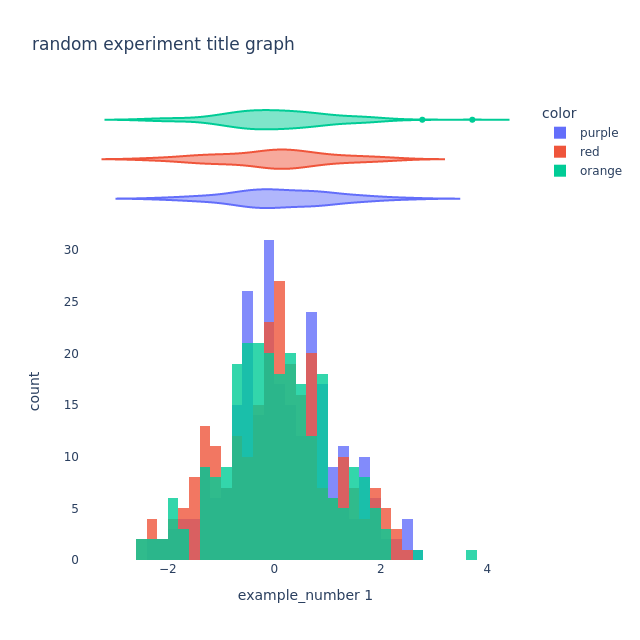 random experiment title graph
color
purple
red
orange
30
25
20
15
10
5
0
count
−2
0
2
4
example_number 1